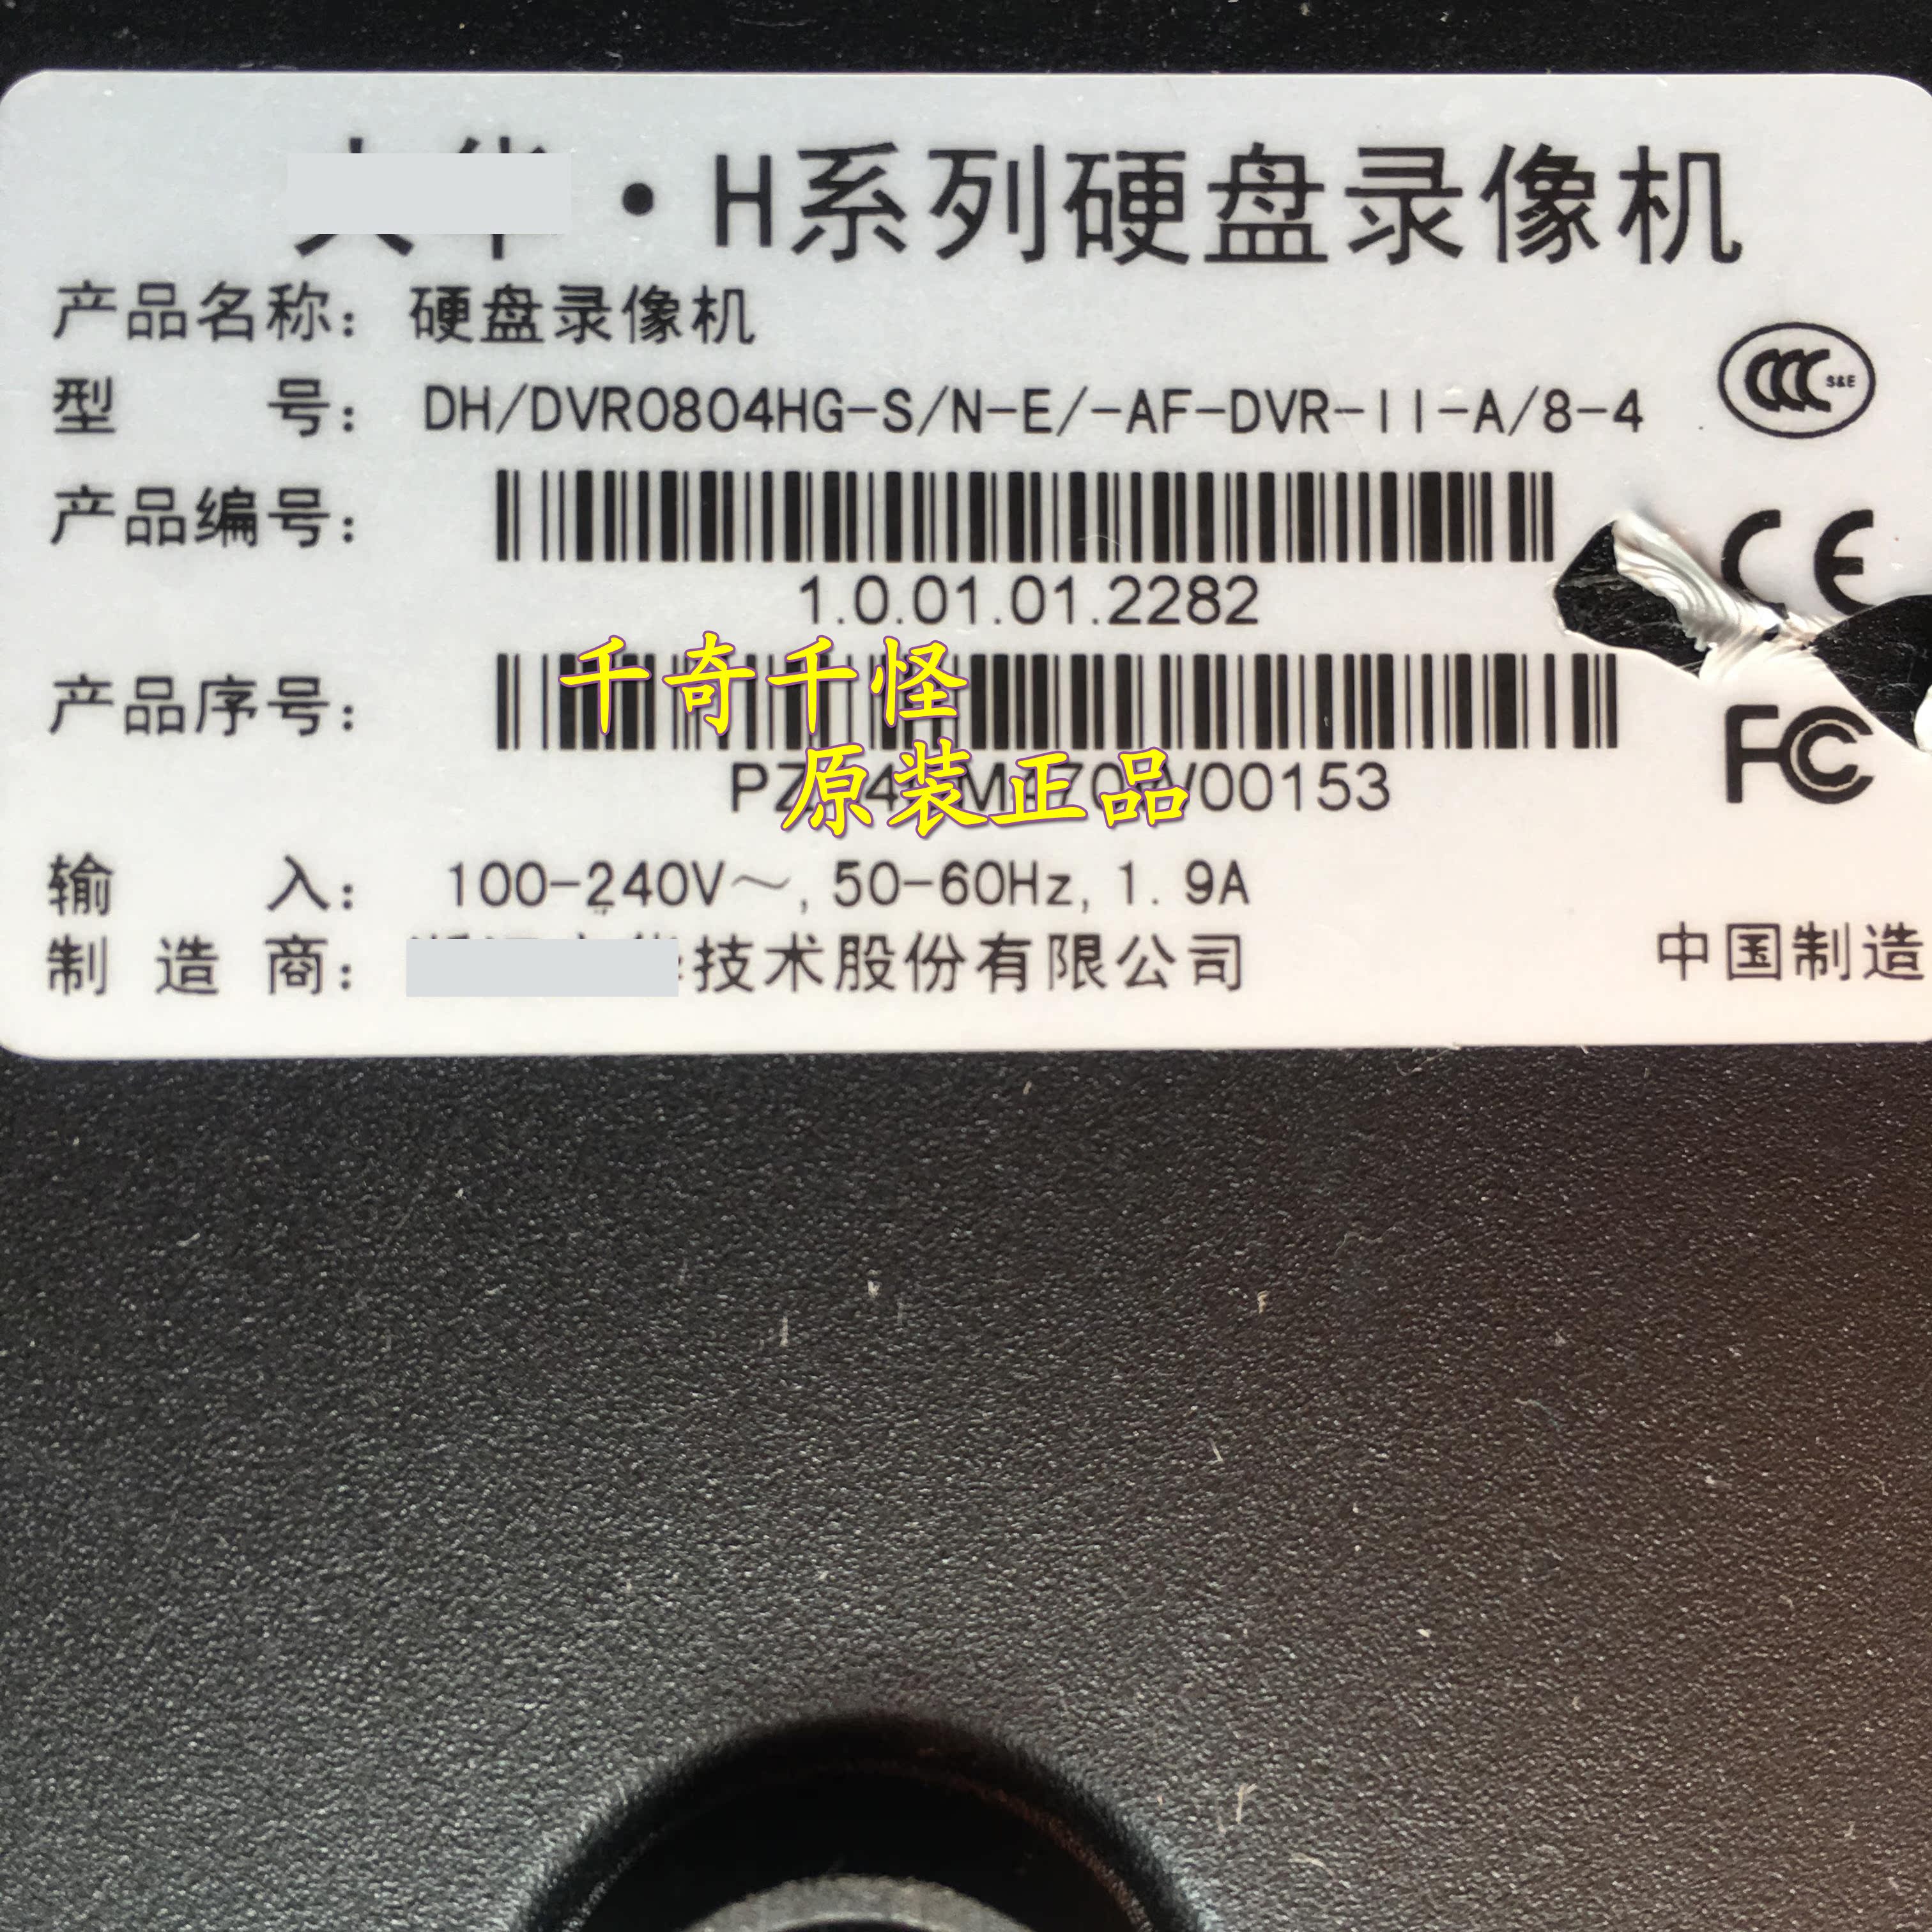 ·H系列硬盘录像机
产品名称： 硬盘录像机
型号： DH/DVR0804HG-S/N-E/-AF-DVR-II-A/8-4
S&E
产品编号：
1.0.01.01.2282
CE
产品序号：
千奇千怪
原装正品
00153
FC
输入： 100-240V～,50-60Hz,1.9A
制造商： 技术股份有限公司
中国制造